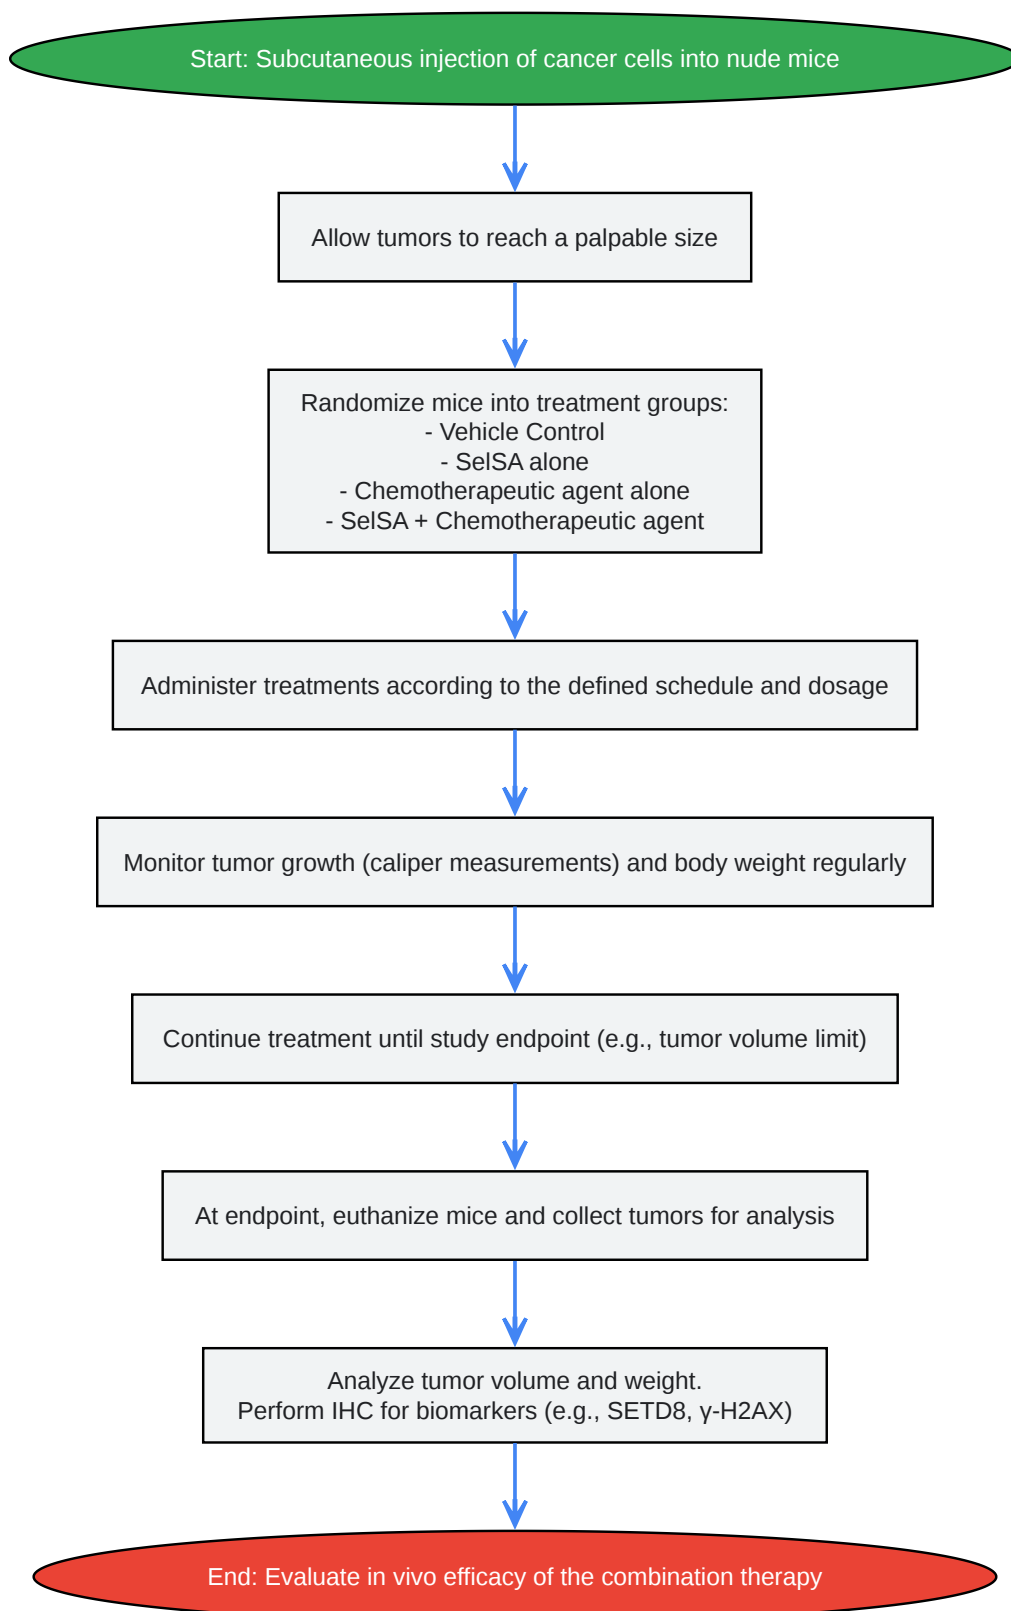 Start: Subcutaneous injection of cancer cells into nude mice
Allow tumors to reach a palpable size
Randomize mice into treatment groups:
- Vehicle Control
- SelSA alone
- Chemotherapeutic agent alone
- SelSA + Chemotherapeutic agent
Administer treatments according to the defined schedule and dosage
Monitor tumor growth (caliper measurements) and body weight regularly
Continue treatment until study endpoint (e.g., tumor volume limit)
At endpoint, euthanize mice and collect tumors for analysis
Analyze tumor volume and weight.
Perform IHC for biomarkers (e.g., SETD8, γ-H2AX)
End: Evaluate in vivo efficacy of the combination therapy